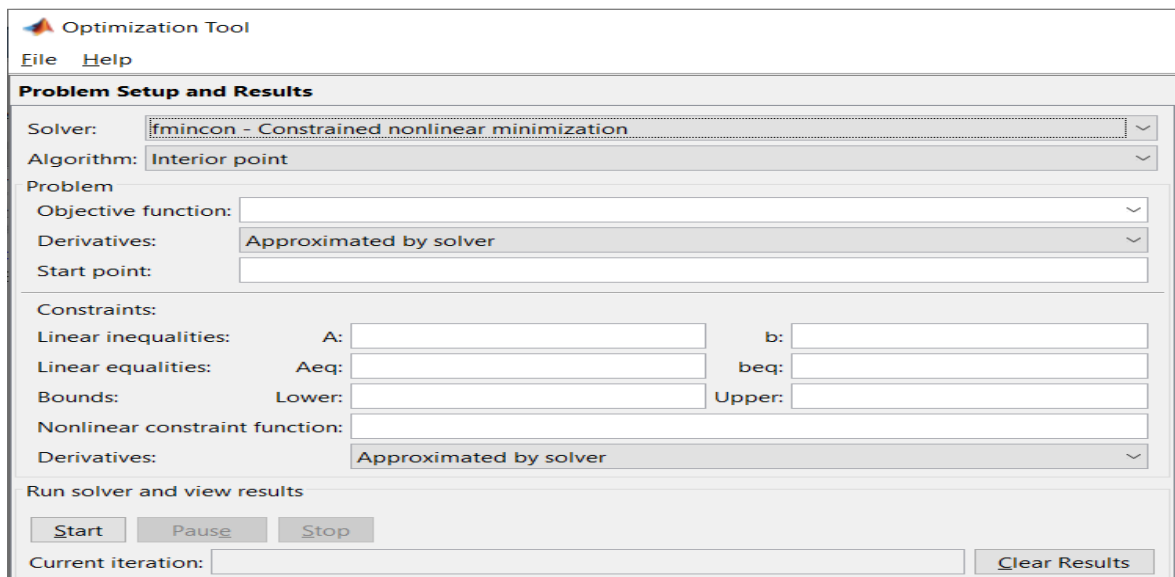 Optimization Tool
File Help
Problem Setup and Results
Solver: fmincon - Constrained nonlinear minimization
Algorithm: Interior point
Problem
Objective function:
Derivatives: Approximated by solver
Start point:
Constraints:
Linear inequalities: A: b:
Linear equalities: Aeq: beq:
Bounds: Lower: Upper:
Nonlinear constraint function:
Derivatives: Approximated by solver
Run solver and view results
Start Pause Stop
Current iteration: Clear Results